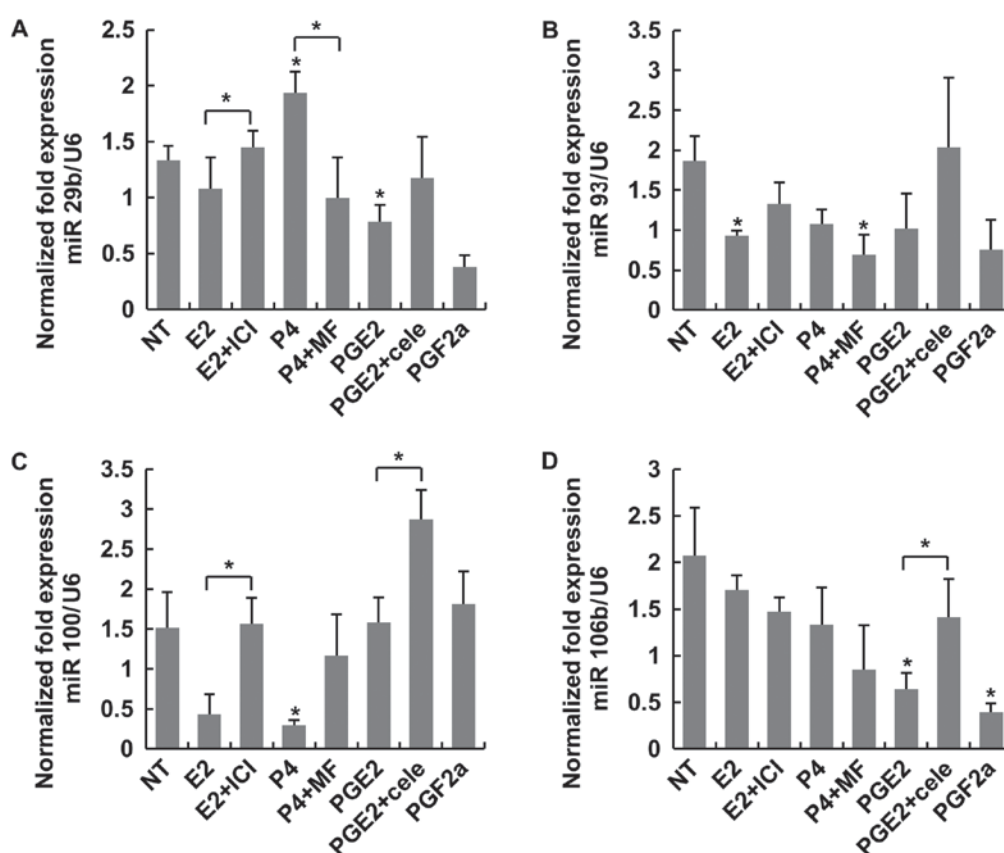 A
Normalized fold expression
miR 29b/U6
2.5
2
1.5
1
0.5
0
*
*
*
*
NT
E2
E2+ICI
P4
P4+MF
PGE2
PGE2+cele
PGF2a
B
Normalized fold expression
miR 93/U6
3.5
3
2.5
2
1.5
1
0.5
0
*
*
NT
E2
E2+ICI
P4
P4+MF
PGE2
PGE2+cele
PGF2a
C
Normalized fold expression
miR 100/U6
3.5
3
2.5
2
1.5
1
0.5
0
*
*
*
NT
E2
E2+ICI
P4
P4+MF
PGE2
PGE2+cele
PGF2a
D
Normalized fold expression
miR 106b/U6
3
2.5
2
1.5
1
0.5
0
*
*
*
NT
E2
E2+ICI
P4
P4+MF
PGE2
PGE2+cele
PGF2a